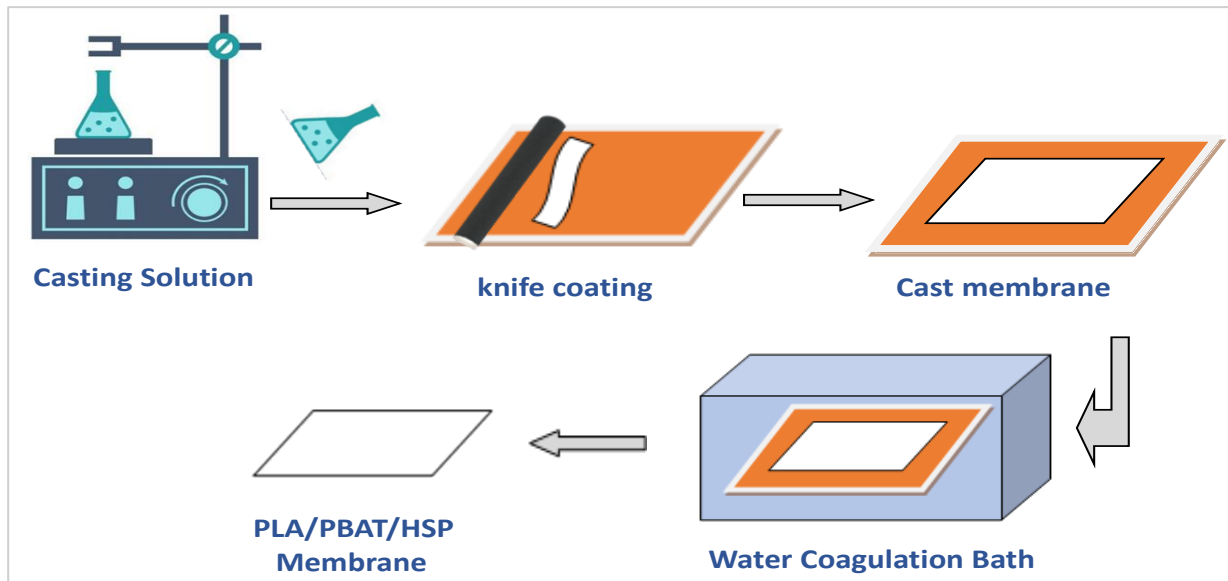 Casting Solution
knife coating
Cast membrane
PLA/PBAT/HSP
Membrane
Water Coagulation Bath